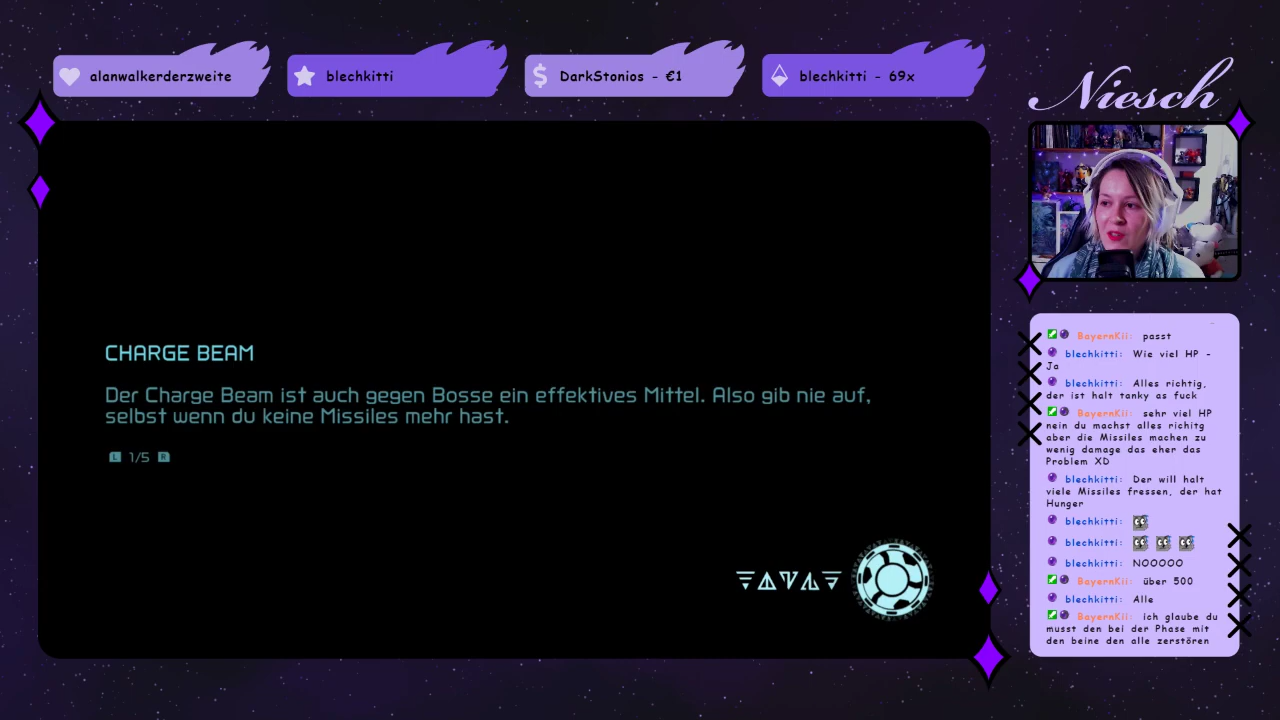 alanwalkerderzweite
blechkitti
DarkStonios - €1
blechkitti - 69x
Niesch
CHARGE BEAM
Der Charge Beam ist auch gegen Bosse ein effektives Mittel. Also gib nie auf,
selbst wenn du keine Missiles mehr hast.
L 1/5 R
BayernKii: passt
blechkitti: Wie viel HP -
Ja
blechkitti: Alles richtig,
der ist halt tanky as fuck
BayernKii: sehr viel HP
nein du machst alles richitg
aber die Missiles machen zu
wenig damage das eher das
Problem XD
blechkitti: Der will halt
viele Missiles fressen, der hat
Hunger
blechkitti:
blechkitti:
blechkitti: NOOOOO
BayernKii: über 500
blechkitti: Alle
BayernKii: ich glaube du
musst den bei der Phase mit
den beine den alle zerstören